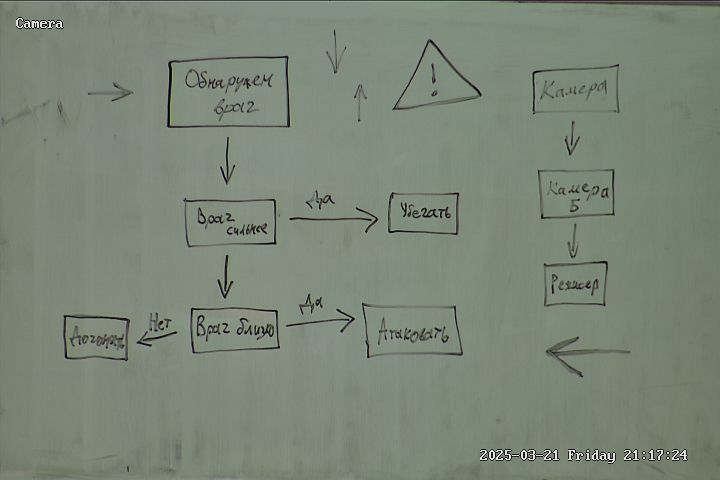 Camera
Обнаружен
враг
!
Камера
Враг
сильнее
Да
Убегать
Камера
5
Догонять
Нет
Враг близко
Да
Атаковать
2025-03-21 Friday 21:17:24